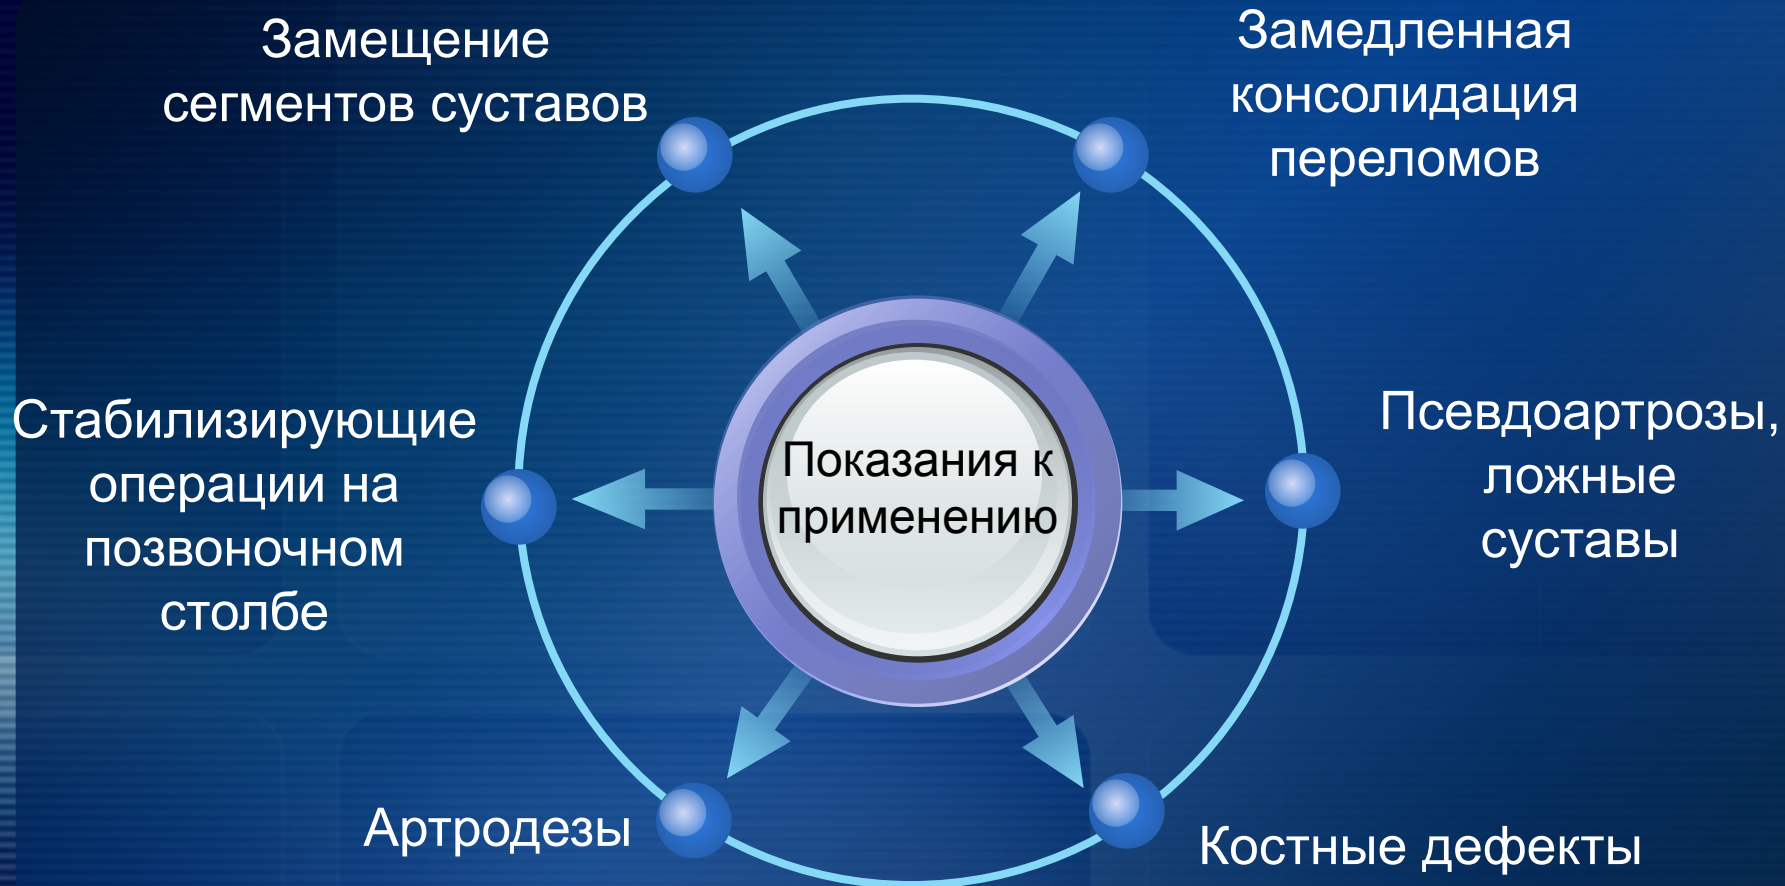 Замещение
сегментов суставов
Замедленная
консолидация
переломов
Стабилизирующие
операции на
позвоночном
столбе
Показания к
применению
Псевдоартрозы,
ложные
суставы
Артродезы
Костные дефекты